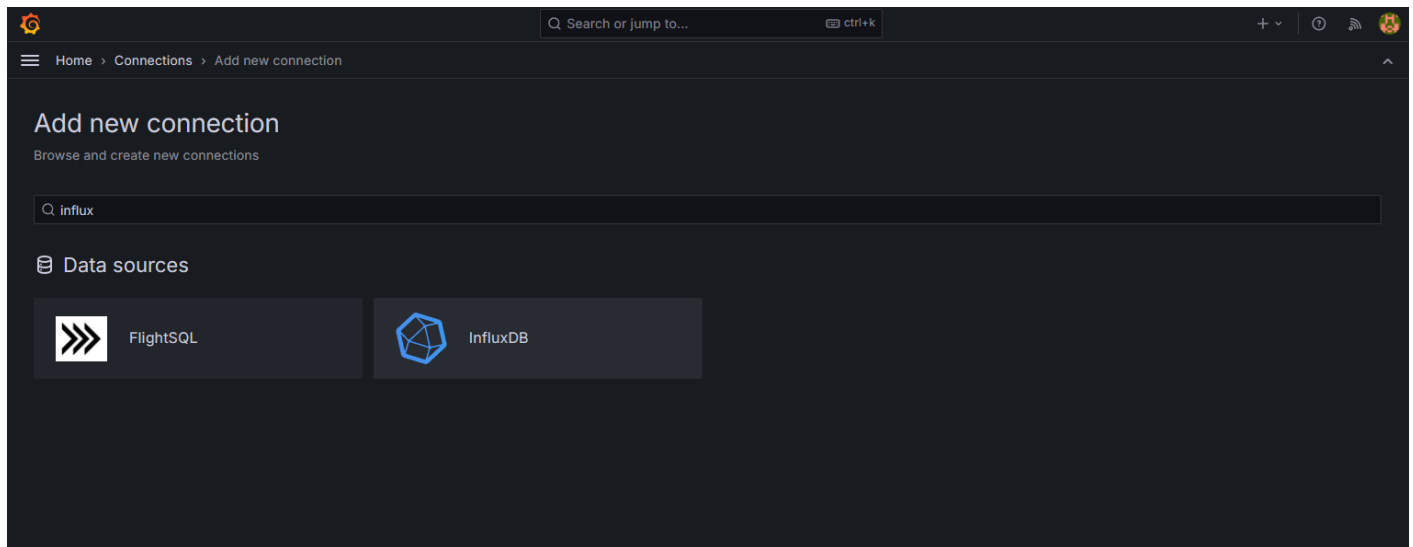 Search or jump to... ctrl+k
Home › Connections › Add new connection
Add new connection
Browse and create new connections
influx
Data sources
FlightSQL InfluxDB